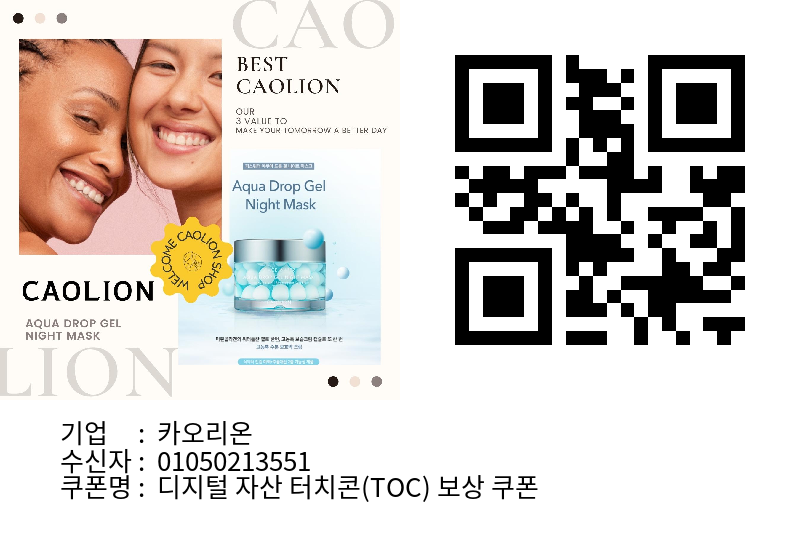 CAO
BEST
CAOLION
OUR
3 VALUE TO
MAKE YOUR TOMORROW A BETTER DAY
Aqua Drop Gel
Night Mask
WELCOME CAOLION SHOP
CAOLION
AQUA DROP GEL
NIGHT MASK
LION
기업 : 카오리온
수신자 : 01050213551
쿠폰명 : 디지털 자산 터치콘(TOC) 보상 쿠폰